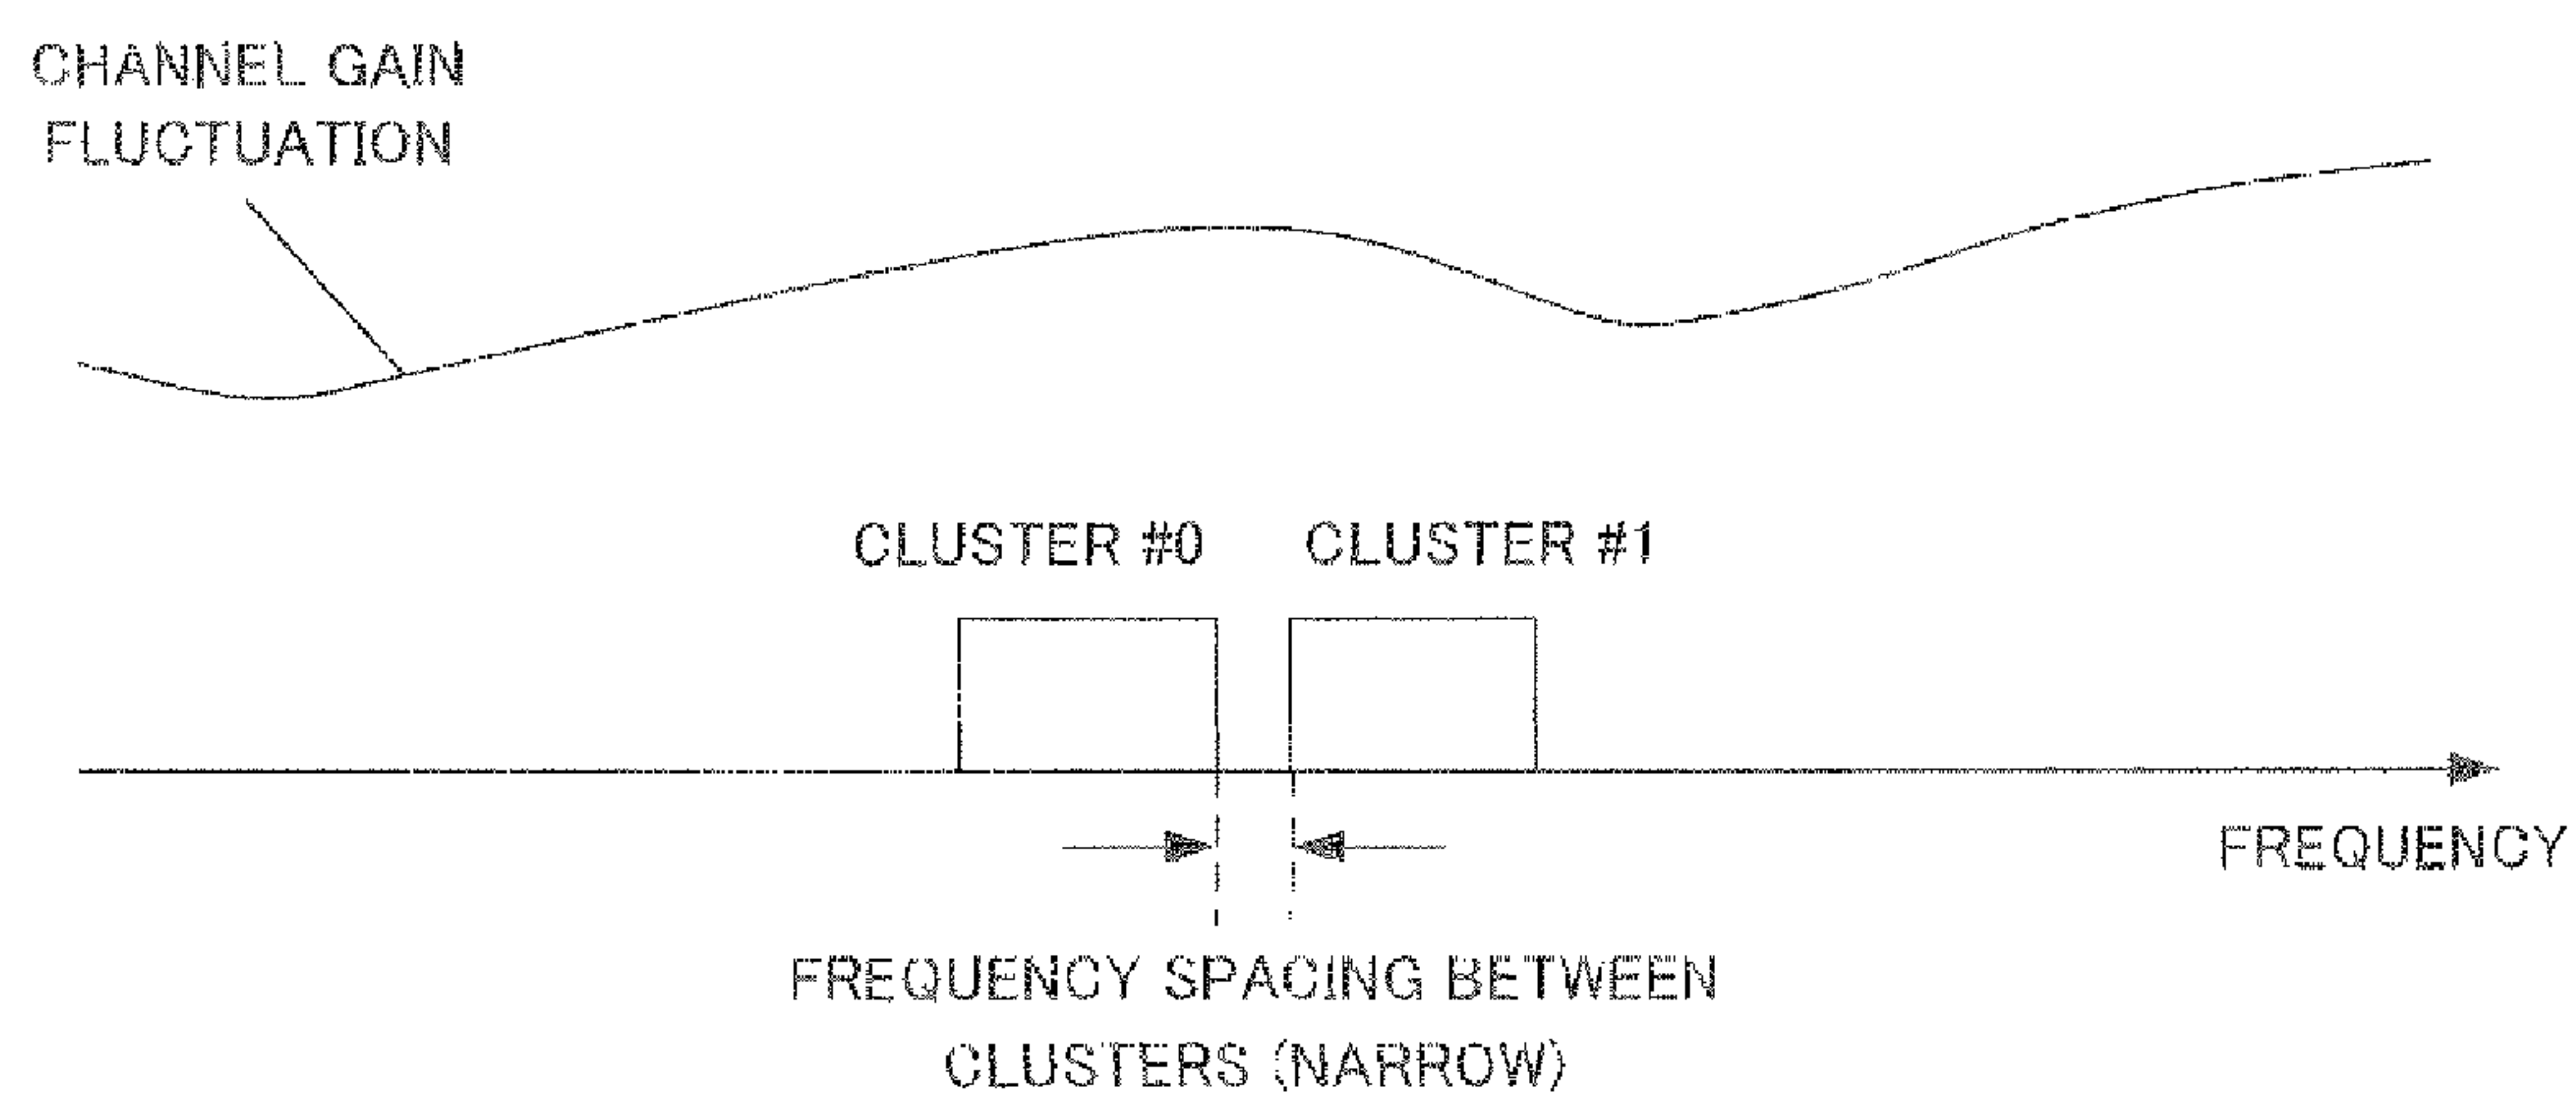 CHANNEL GAIN
FLUCTUATION
CLUSTER #0
CLUSTER #1
FREQUENCY
FREQUENCY SPACING BETWEEN
CLUSTERS (NARROW)